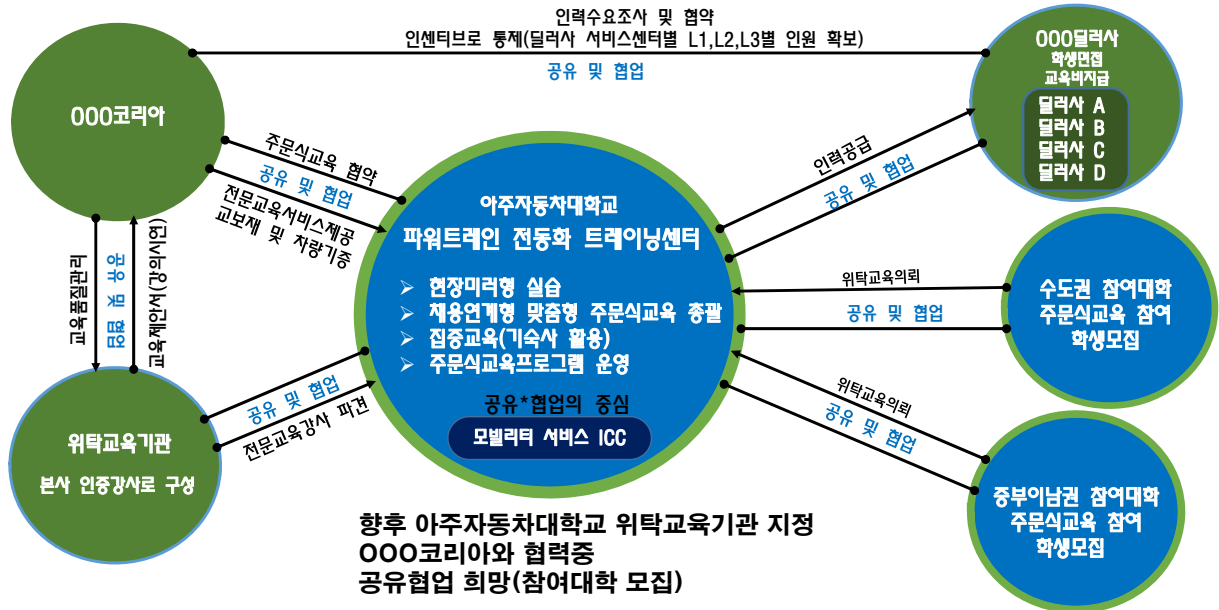 인력수요조사 및 협약
인센티브로 통제(딜러사 서비스센터별 L1,L2,L3별 인원 확보)
공유 및 협업
OOO코리아
OOO딜러사
학생면접
교육비지급
딜러사 A
딜러사 B
딜러사 C
딜러사 D
주문식교육 협약
공유 및 협업
전문교육서비스제공
교보재 및 차량기증
인력공급
공유 및 협업
아주자동차대학교
파워트레인 전동화 트레이닝센터
➢ 현장미러형 실습
➢ 채용연계형 맞춤형 주문식교육 총괄
➢ 집중교육(기숙사 활용)
➢ 주문식교육프로그램 운영
공유*협업의 중심
모빌리티 서비스 ICC
교육품질관리
공유 및 협업
교육제안서(강의시연)
위탁교육의뢰
공유 및 협업
수도권 참여대학
주문식교육 참여
학생모집
공유 및 협업
전문교육강사 파견
위탁교육기관
본사 인증강사로 구성
위탁교육의뢰
공유 및 협업
중부이남권 참여대학
주문식교육 참여
학생모집
향후 아주자동차대학교 위탁교육기관 지정
OOO코리아와 협력중
공유협업 희망(참여대학 모집)